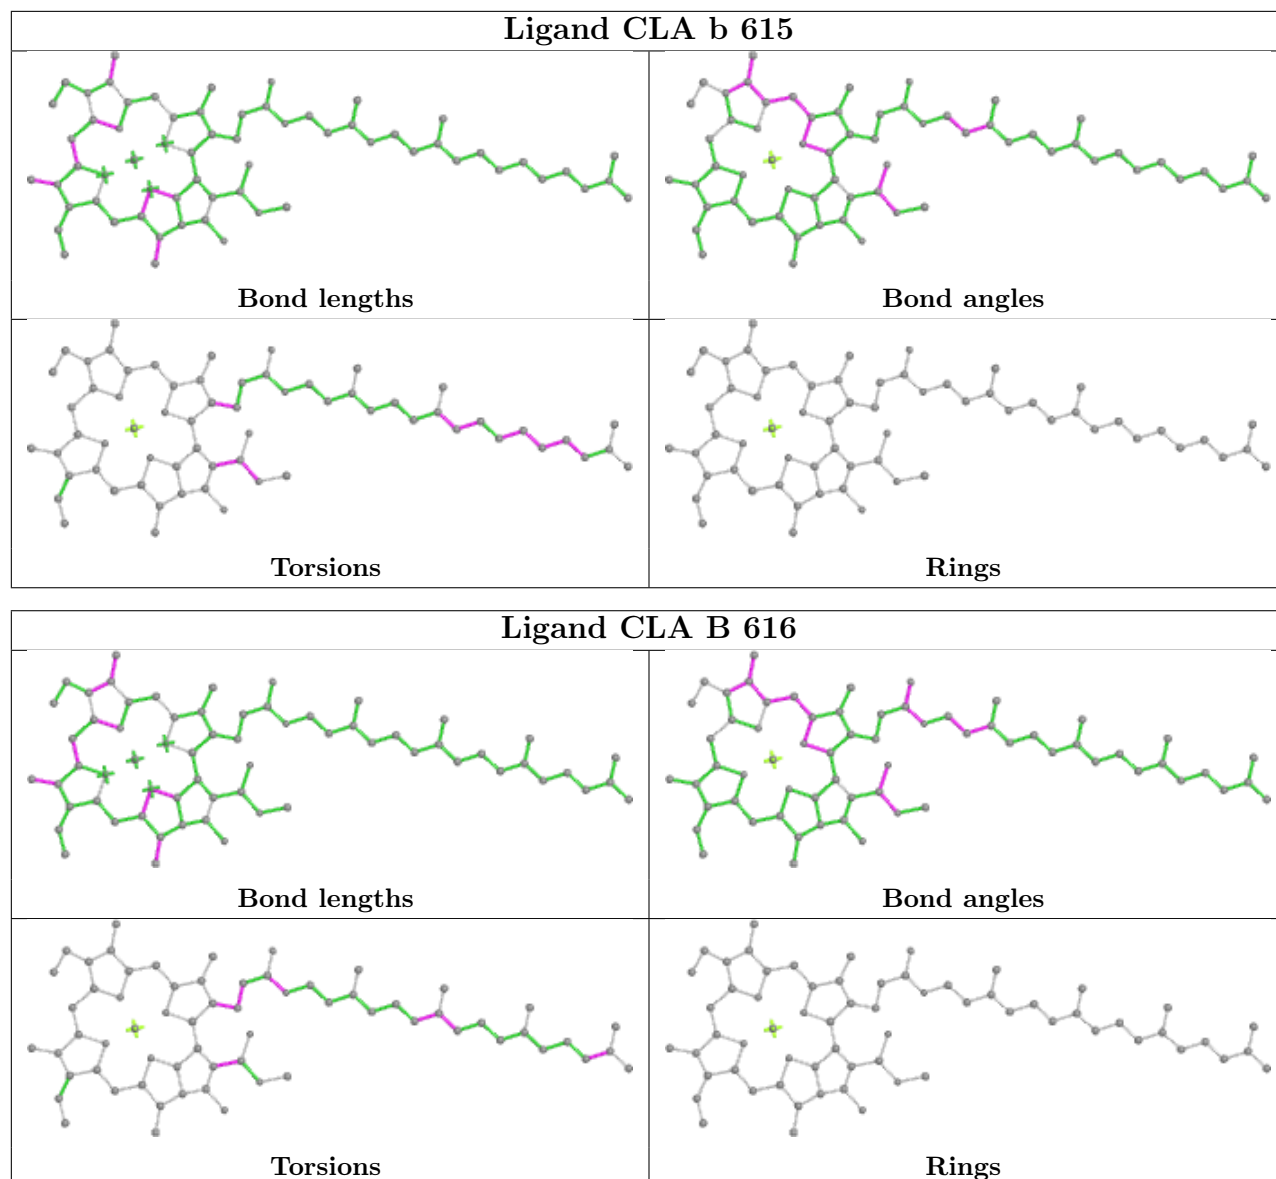 Ligand CLA b 615
Bond lengths
Bond angles
Torsions
Rings
Ligand CLA B 616
Bond lengths
Bond angles
Torsions
Rings